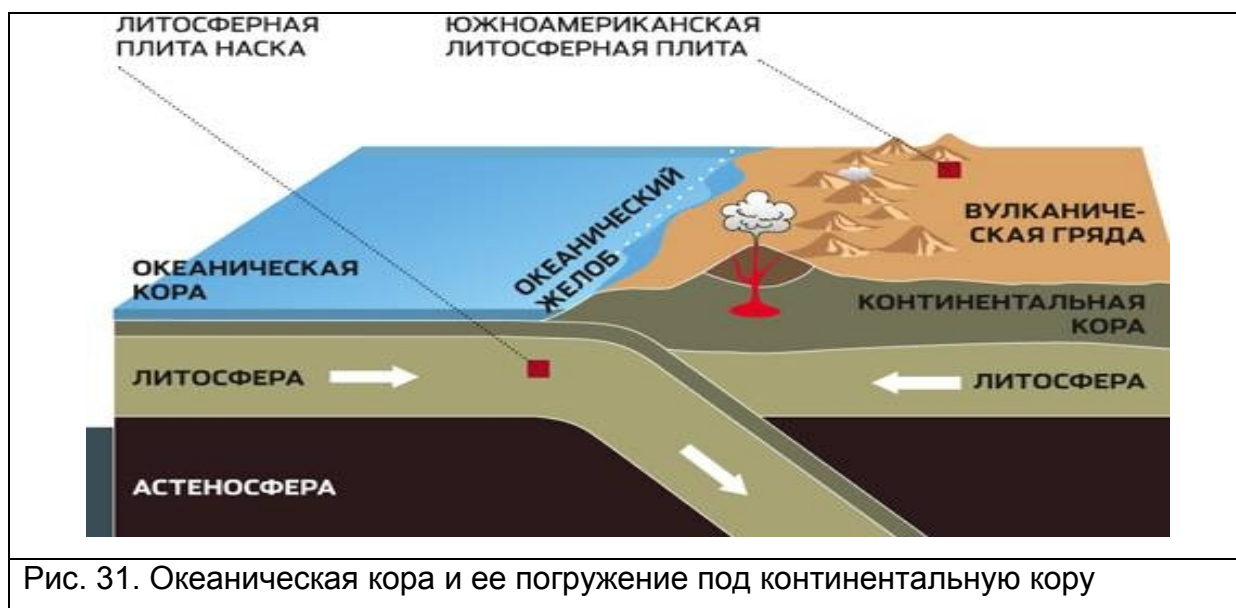 ЛИТОСФЕРНАЯ
ПЛИТА НАСКА
ЮЖНОАМЕРИКАНСКАЯ
ЛИТОСФЕРНАЯ ПЛИТА
ОКЕАНИЧЕСКАЯ
КОРА
ОКЕАНИЧЕСКИЙ
ЖЕЛОБ
ВУЛКАНИЧЕ-
СКАЯ ГРЯДА
КОНТИНЕНТАЛЬНАЯ
КОРА
ЛИТОСФЕРА
ЛИТОСФЕРА
АСТЕНОСФЕРА
Рис. 31. Океаническая кора и ее погружение под континентальную кору